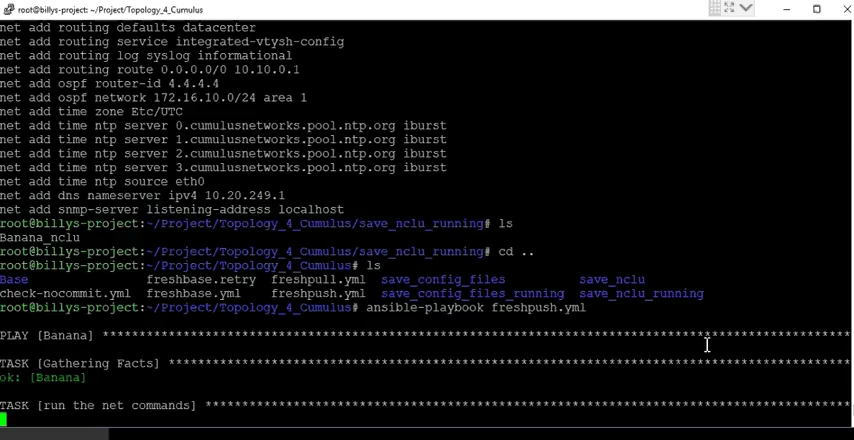 root@billys-project: ~/Project/Topology_4_Cumulus
net add routing defaults datacenter
net add routing service integrated-vtysh-config
net add routing log syslog informational
net add routing route 0.0.0.0/0 10.10.0.1
net add ospf router-id 4.4.4.4
net add ospf network 172.16.10.0/24 area 1
net add time zone Etc/UTC
net add time ntp server 0.cumulusnetworks.pool.ntp.org iburst
net add time ntp server 1.cumulusnetworks.pool.ntp.org iburst
net add time ntp server 2.cumulusnetworks.pool.ntp.org iburst
net add time ntp server 3.cumulusnetworks.pool.ntp.org iburst
net add time ntp source eth0
net add dns nameserver ipv4 10.20.249.1
net add snmp-server listening-address localhost
root@billys-project:~/Project/Topology_4_Cumulus/save_nclu_running# ls
Banana_nclu
root@billys-project:~/Project/Topology_4_Cumulus/save_nclu_running# cd ..
root@billys-project:~/Project/Topology_4_Cumulus# ls
Base freshbase.retry freshpull.yml save_config_files save_nclu
check-nocommit.yml freshbase.yml freshpush.yml save_config_files_running save_nclu_running
root@billys-project:~/Project/Topology_4_Cumulus# ansible-playbook freshpush.yml
PLAY [Banana] ****************************************************************************************************
TASK [Gathering Facts] *******************************************************************************************
ok: [Banana]
TASK [run the net commands] **************************************************************************************